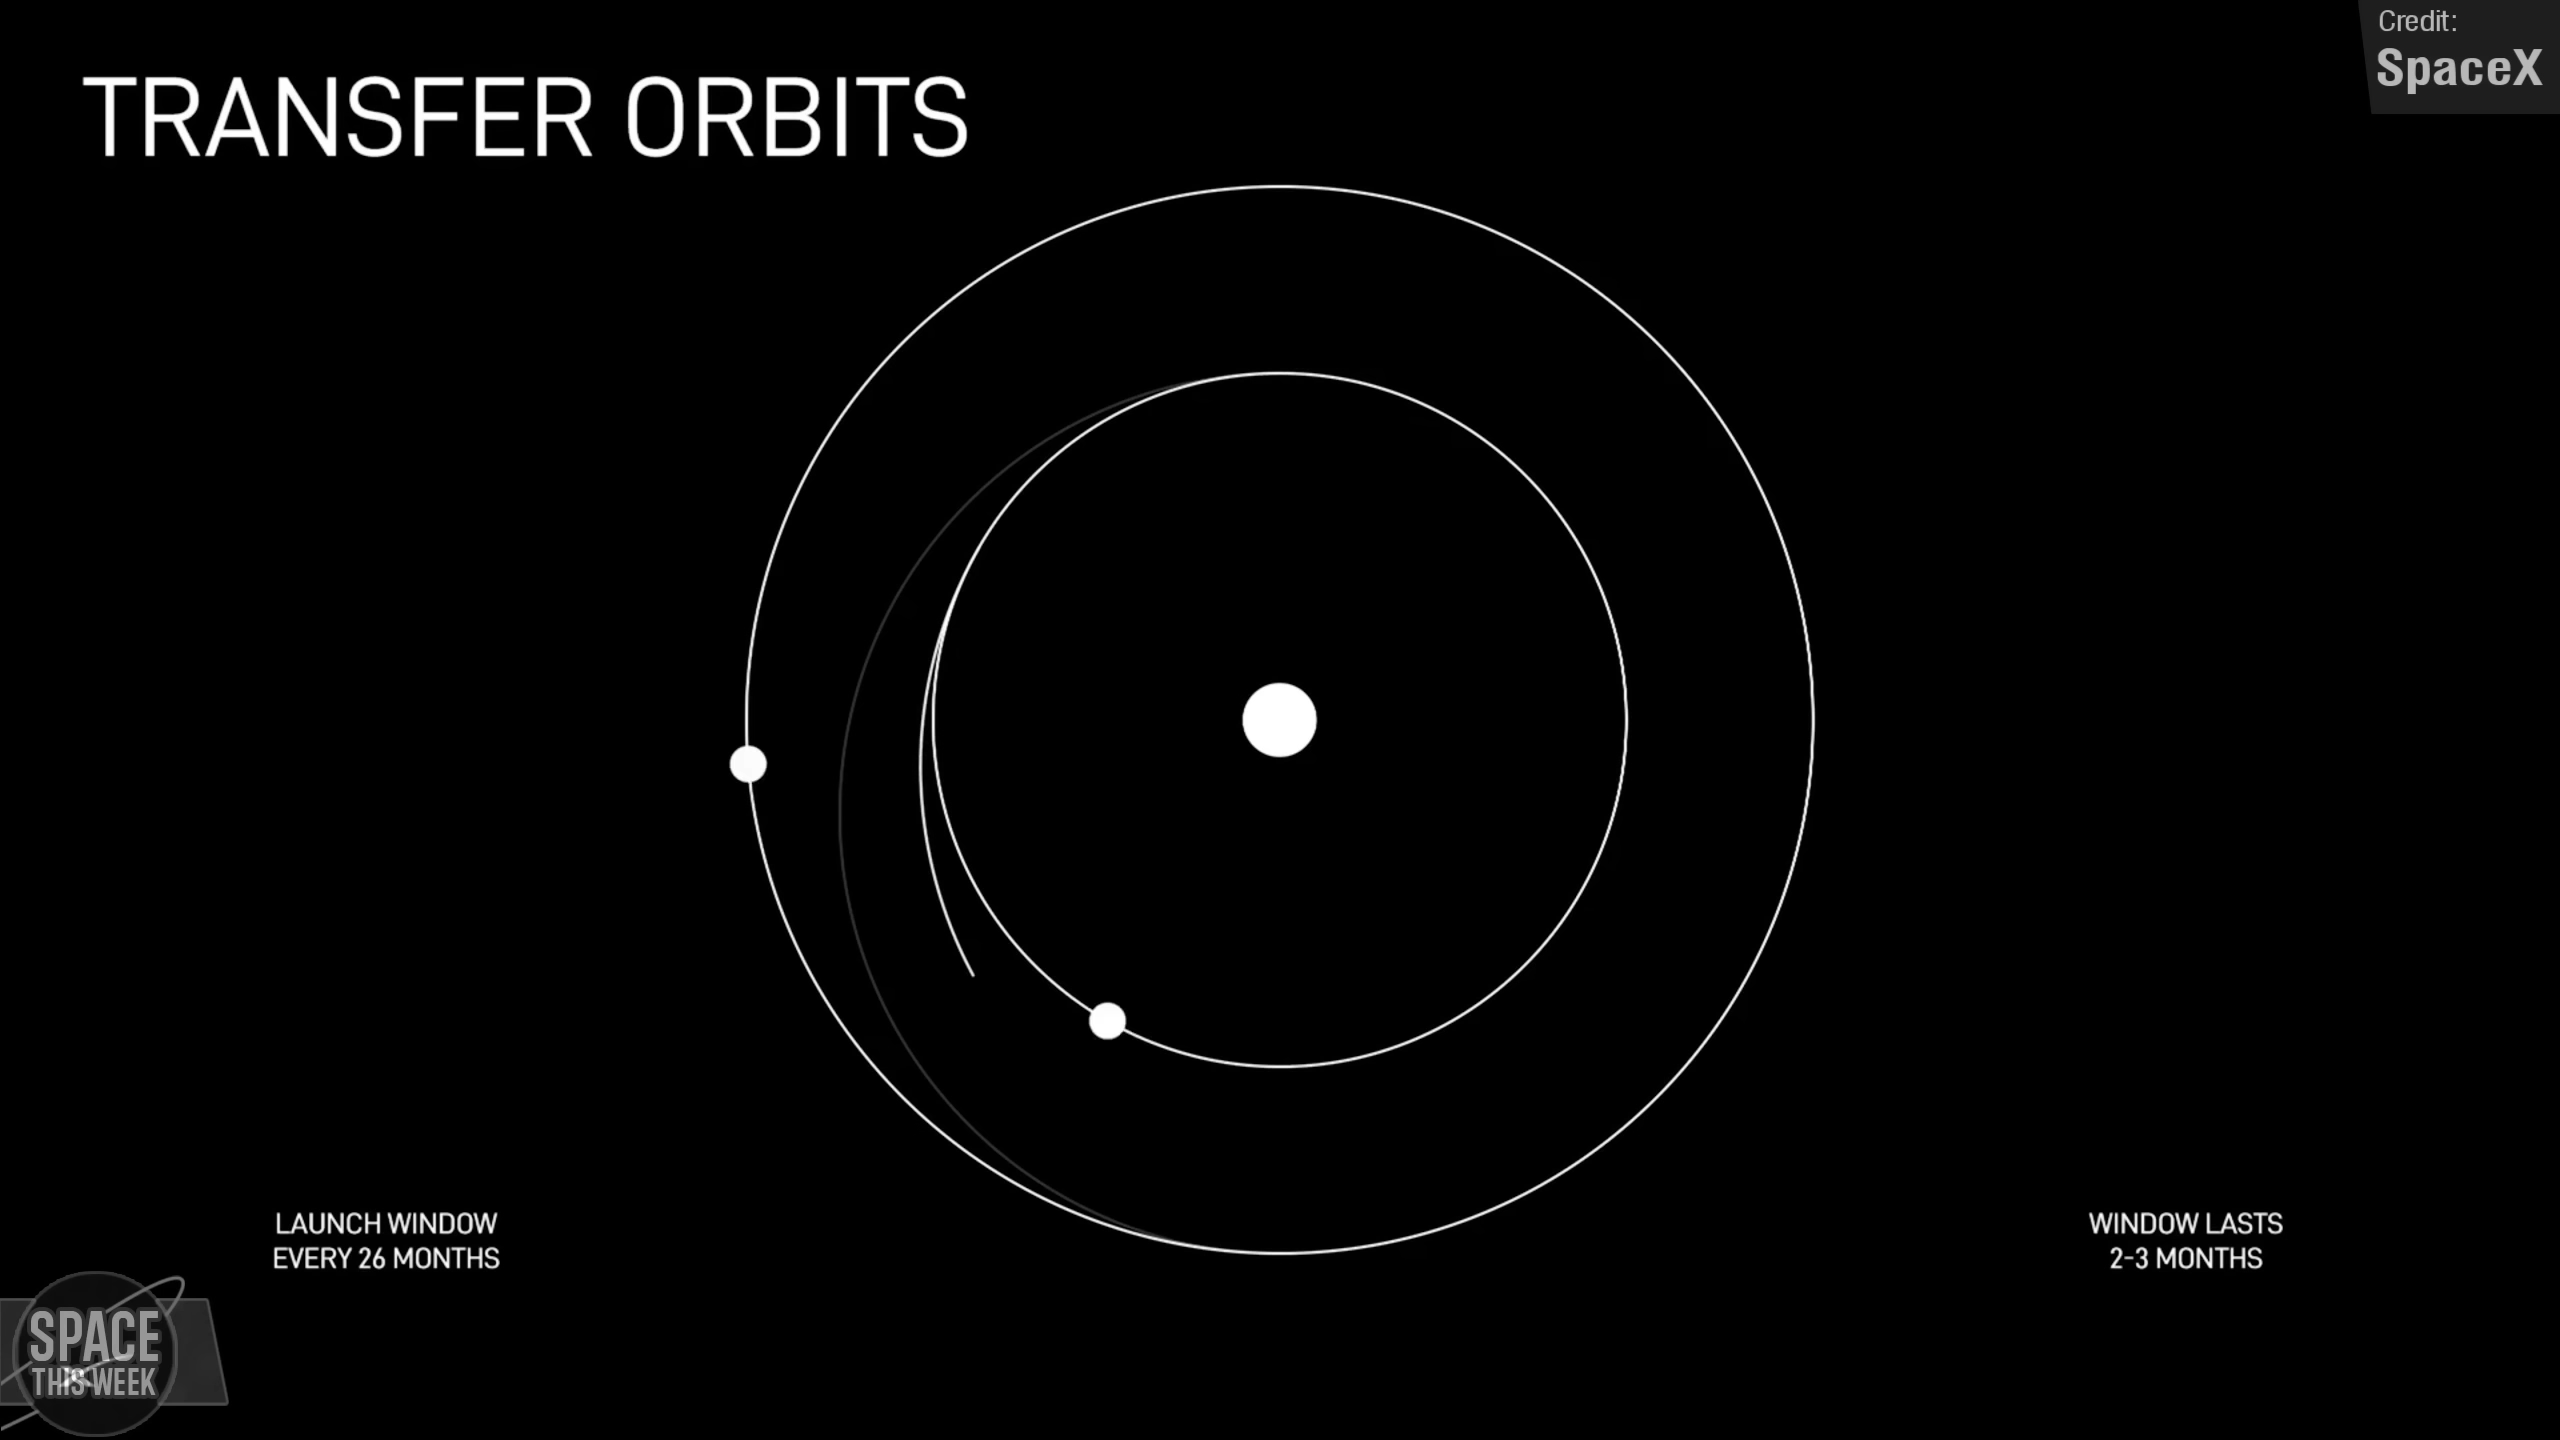 Credit:
SpaceX
TRANSFER ORBITS
LAUNCH WINDOW
EVERY 26 MONTHS
WINDOW LASTS
2-3 MONTHS
SPACE
THIS WEEK